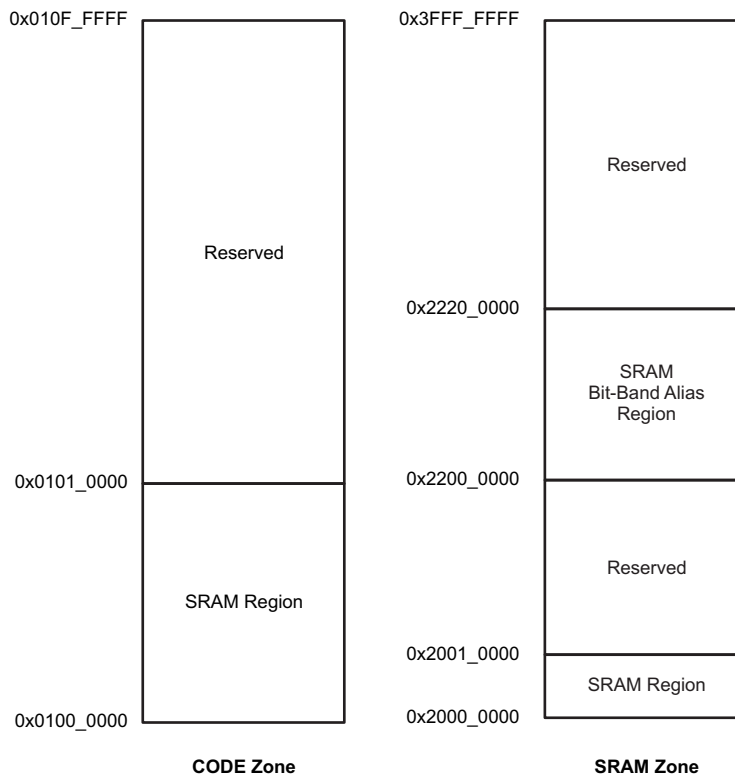 0x010F_FFFF
Reserved
0x0101_0000
SRAM Region
0x0100_0000
CODE Zone
0x3FFF_FFFF
Reserved
0x2220_0000
SRAM
Bit-Band Alias
Region
0x2200_0000
Reserved
0x2001_0000
SRAM Region
0x2000_0000
SRAM Zone